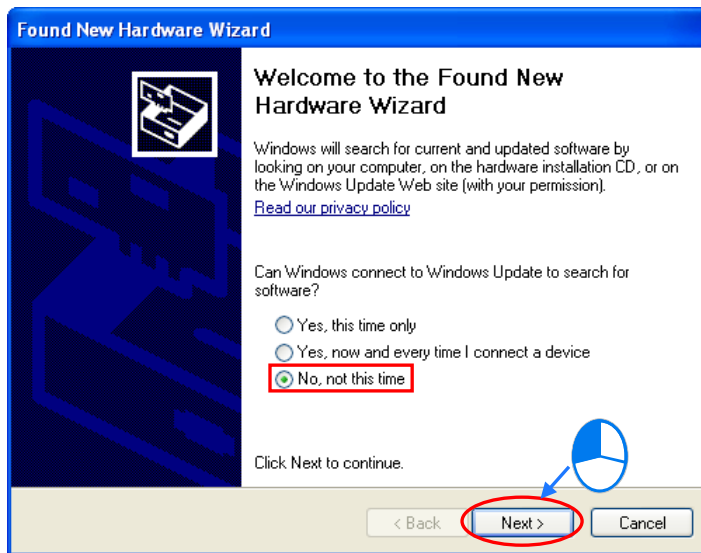 Found New Hardware Wizard
Welcome to the Found New
Hardware Wizard
Windows will search for current and updated software by
looking on your computer, on the hardware installation CD, or on
the Windows Update Web site (with your permission).
Read our privacy policy
Can Windows connect to Windows Update to search for
software?
Yes, this time only
Yes, now and every time I connect a device
No, not this time
Click Next to continue.
< Back Next > Cancel